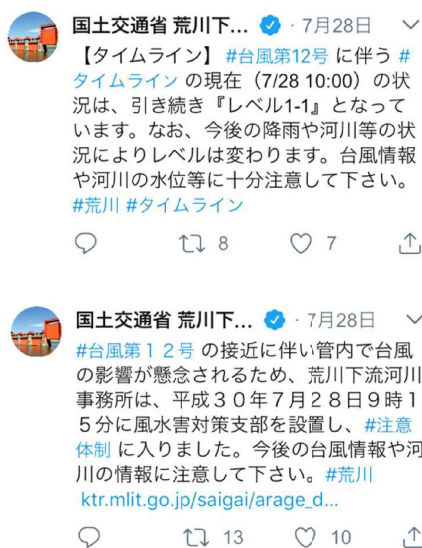 国土交通省 荒川下... · 7月28日
【タイムライン】 #台風第12号 に伴う #
タイムライン の現在（7/28 10:00）の状
況は、引き続き『レベル1-1』となって
います。なお、今後の降雨や河川等の状
況によりレベルは変わります。台風情報
や河川の水位等に十分注意して下さい。
#荒川 #タイムライン
8 7
国土交通省 荒川下... · 7月28日
#台風第１２号 の接近に伴い管内で台風
の影響が懸念されるため、荒川下流河川
事務所は、平成３０年７月２８日９時１
５分に風水害対策支部を設置し、#注意
体制 に入りました。今後の台風情報や河
川の情報に注意して下さい。#荒川
ktr.mlit.go.jp/saigai/arage_d...
13 10